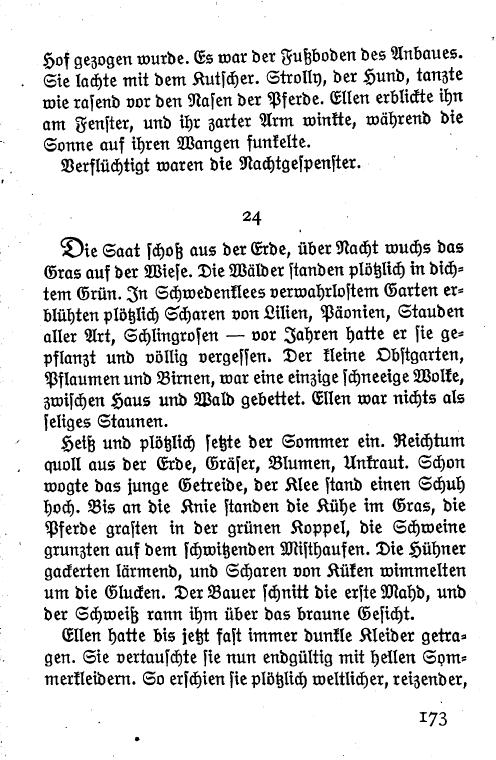 Hof gezogen wurde. Es war der Fußboden des Anbaues.
Sie lachte mit dem Kutscher. Strolly, der Hund, tanzte
wie rasend vor den Nasen der Pferde. Ellen erblickte ihn
am Fenster, und ihr zarter Arm winkte, während die
Sonne auf ihren Wangen funkelte.
Verflüchtigt waren die Nachtgespenster.
24
Die Saat schoß aus der Erde, über Nacht wuchs das
Gras auf der Wiese. Die Wälder standen plötzlich in dich-
tem Grün. In Schwedenklees verwahrlostem Garten er-
blühten plötzlich Scharen von Lilien, Päonien, Stauden
aller Art, Schlingrosen — vor Jahren hatte er sie ge-
pflanzt und völlig vergessen. Der kleine Obstgarten,
Pflaumen und Birnen, war eine einzige schneeige Wolke,
zwischen Haus und Wald gebettet. Ellen war nichts als
seliges Staunen.
Heiß und plötzlich setzte der Sommer ein. Reichtum
quoll aus der Erde, Gräser, Blumen, Unkraut. Schon
wogte das junge Getreide, der Klee stand einen Schuh
hoch. Bis an die Knie standen die Kühe im Gras, die
Pferde grasten in der grünen Koppel, die Schweine
grunzten auf dem schwitzenden Misthaufen. Die Hühner
gackerten lärmend, und Scharen von Küken wimmelten
um die Glucken. Der Bauer schnitt die erste Mahd, und
der Schweiß rann ihm über das braune Gesicht.
Ellen hatte bis jetzt fast immer dunkle Kleider getra-
gen. Sie vertauschte sie nun endgültig mit hellen Som-
merkleidern. So erschien sie plötzlich weltlicher, reizender,
173